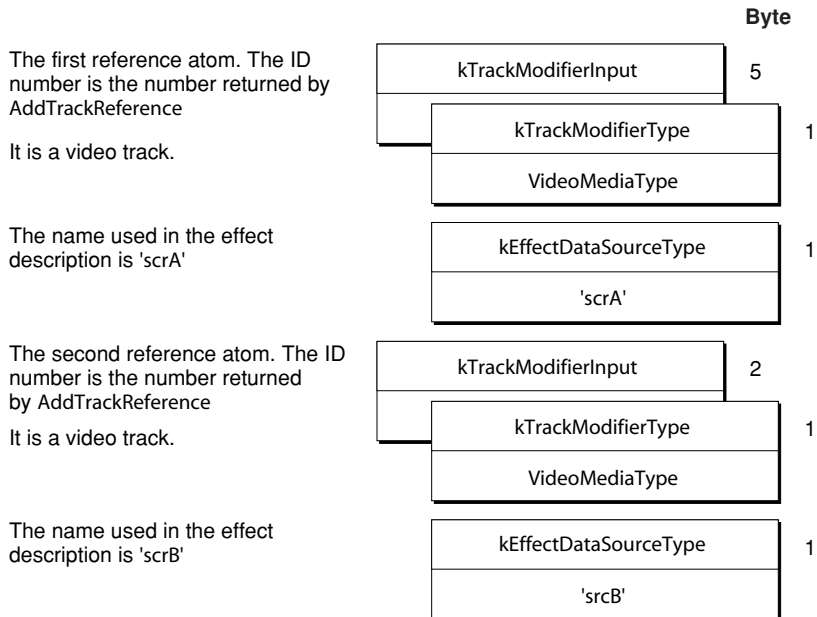 Byte
The first reference atom. The ID
number is the number returned by
AddTrackReference
It is a video track.
kTrackModifierInput
5
kTrackModifierType
1
VideoMediaType
The name used in the effect
description is 'scrA'
kEffectDataSourceType
1
'scrA'
The second reference atom. The ID
number is the number returned
by AddTrackReference
It is a video track.
kTrackModifierInput
2
kTrackModifierType
1
VideoMediaType
The name used in the effect
description is 'scrB'
kEffectDataSourceType
1
'srcB'